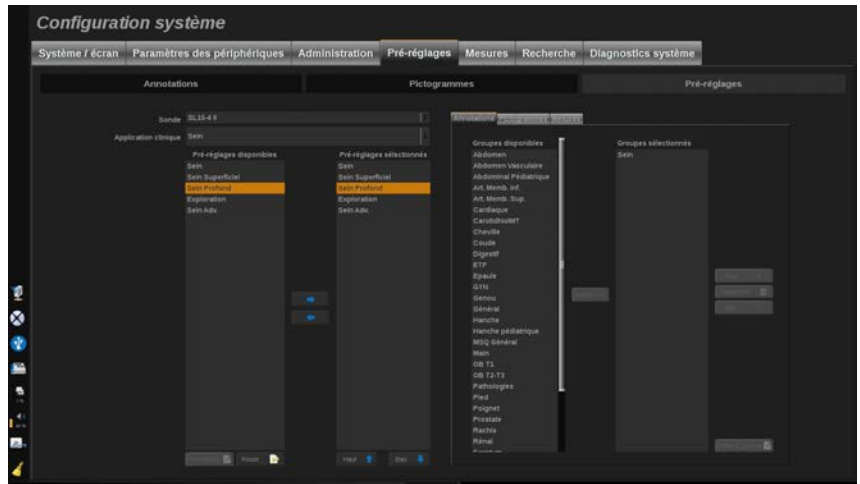 Configuration système
Système / écran Paramètres des périphériques Administration Pré-réglages Mesures Recherche Diagnostics système
Annotations Pictogrammes Pré-réglages
Sonde SL15-4 II
Application clinique Sein
Annotations
Pré-réglages disponibles
Sein
Sein Superficiel
Sein Profond
Exploration
Sein Adv.
Pré-réglages sélectionnés
Sein
Sein Superficiel
Sein Profond
Exploration
Sein Adv.
Reset
Haut Bas
Groupes disponibles
Abdomen
Abdomen Vasculaire
Abdominal Pédiatrique
Art. Memb. Inf.
Art. Memb. Sup.
Cardiaque
CarotidNoIMT
Cheville
Coude
Digestif
ETF
Epaule
GYN
Genou
Général
Hanche
Hanche pédiatrique
MSQ Général
Main
OB T1
OB T2-T3
Pathologies
Pied
Poignet
Prostate
Rachis
Rénal
Groupes sélectionnés
Sein